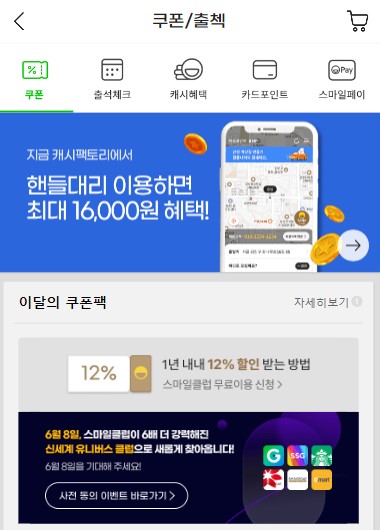 쿠폰/출첵
쿠폰
출석체크
캐시혜택
카드포인트
Pay
스마일페이
지금 캐시팩토리에서
핸들대리 이용하면
최대 16,000원 혜택!
이달의 쿠폰팩
자세히보기
12%
1년 내내 12% 할인 받는 방법
스마일클럽 무료이용 신청 >
6월 8일, 스마일클럽이 6배 더 강력해진
신세계 유니버스 클럽으로 새롭게 찾아옵니다!
6월 8일을 기대해 주세요!
사전 동의 이벤트 바로가기 >
G
SSG